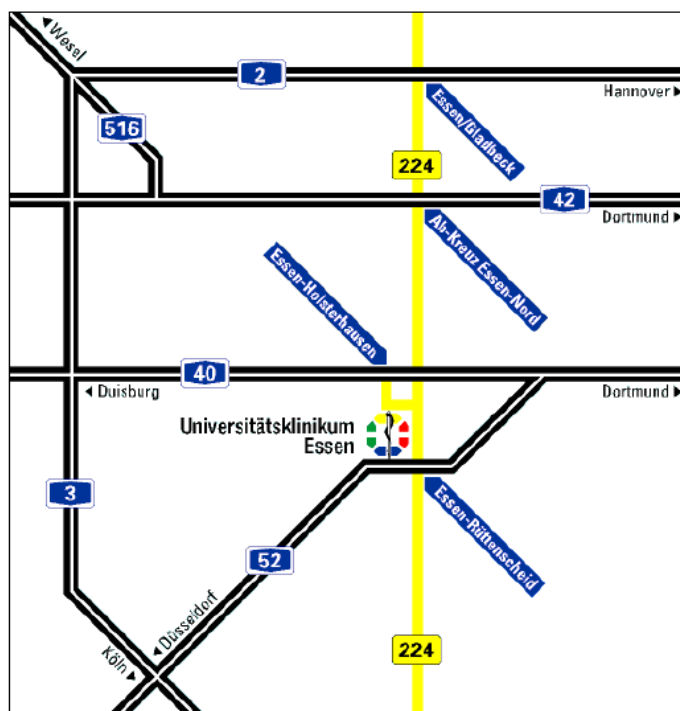 Wesel
2
Hannover
516
Essen/Gladbeck
224
42
Dortmund
Ab-Kreuz Essen-Nord
Essen-Holsterhausen
40
Duisburg
Dortmund
Universitätsklinikum
Essen
3
Essen-Rüttenscheid
52
Düsseldorf
Köln
224